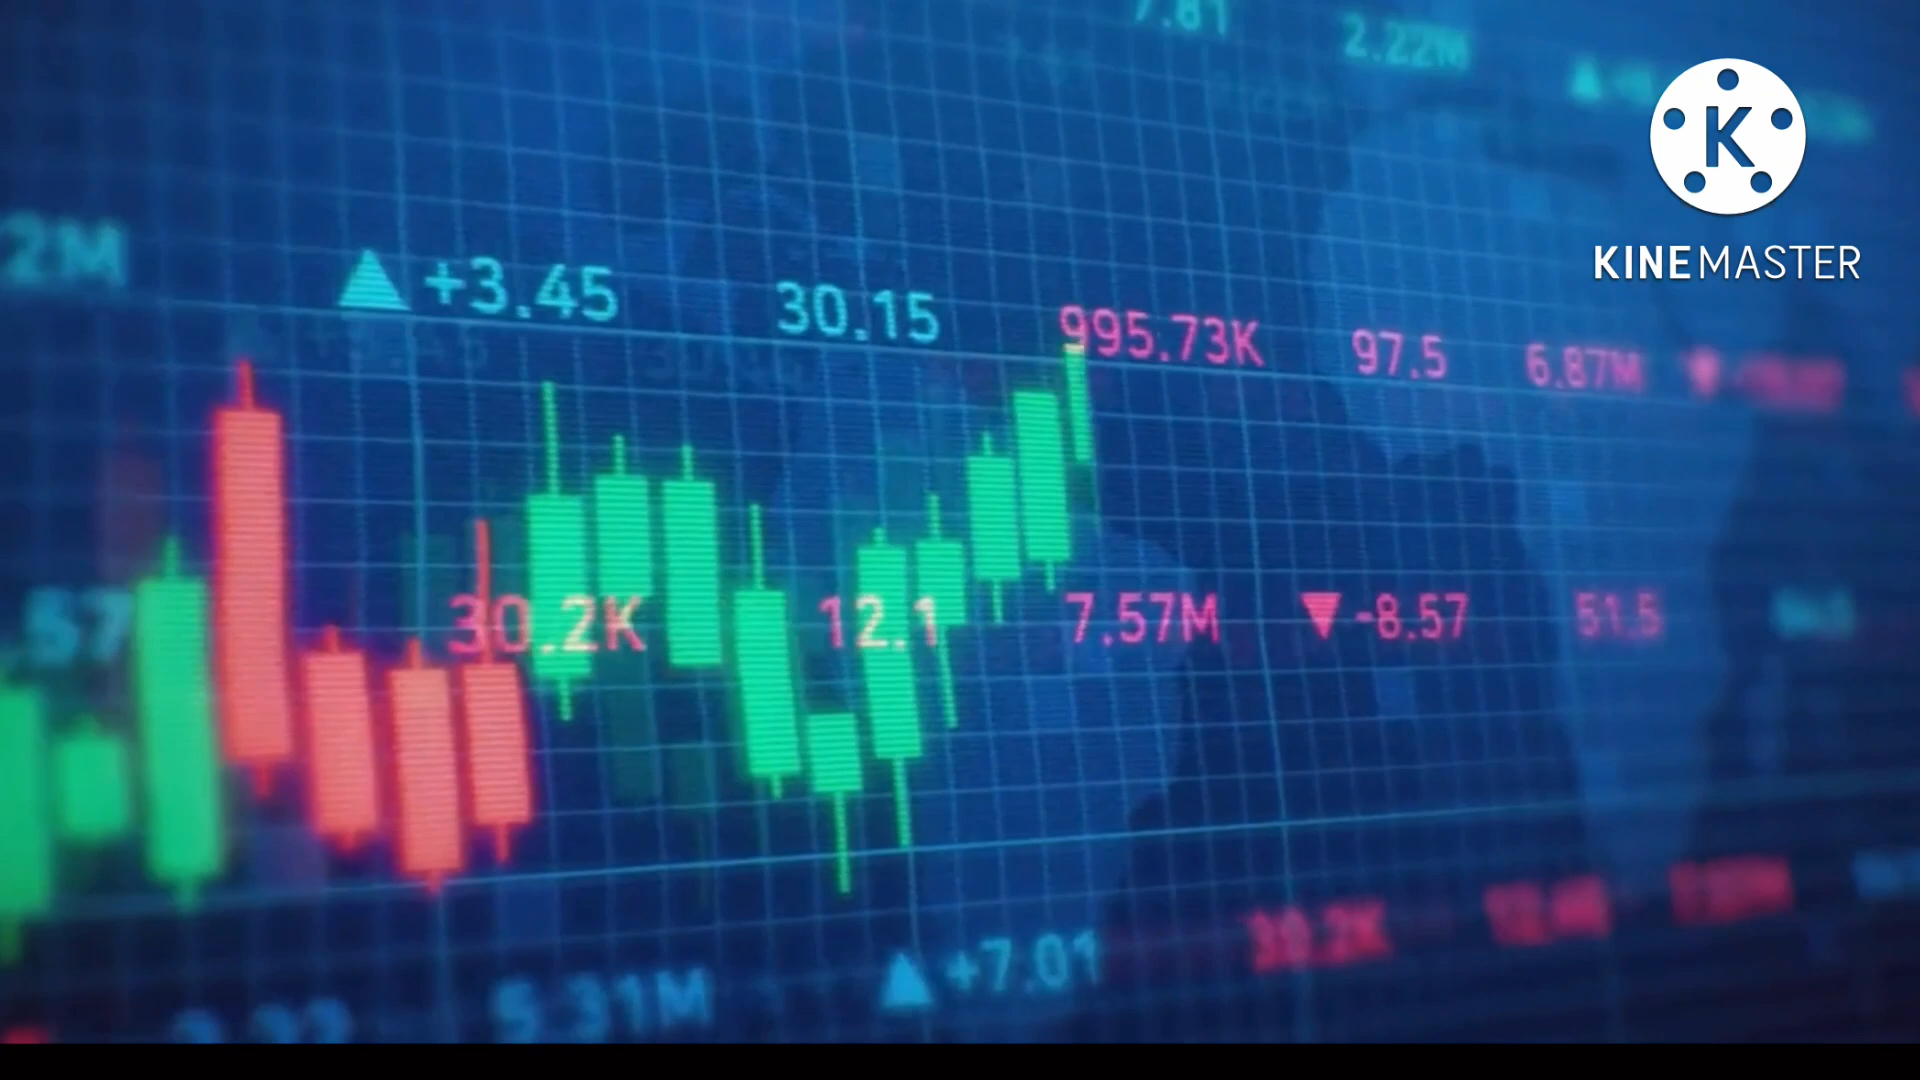 7.81
2.22M
KINEMASTER
2M
+3.45 30.15 995.73K 97.5 6.87M
57 30.2K 12.1 7.57M -8.57 51.5
+7.01 30.2K
5.31M